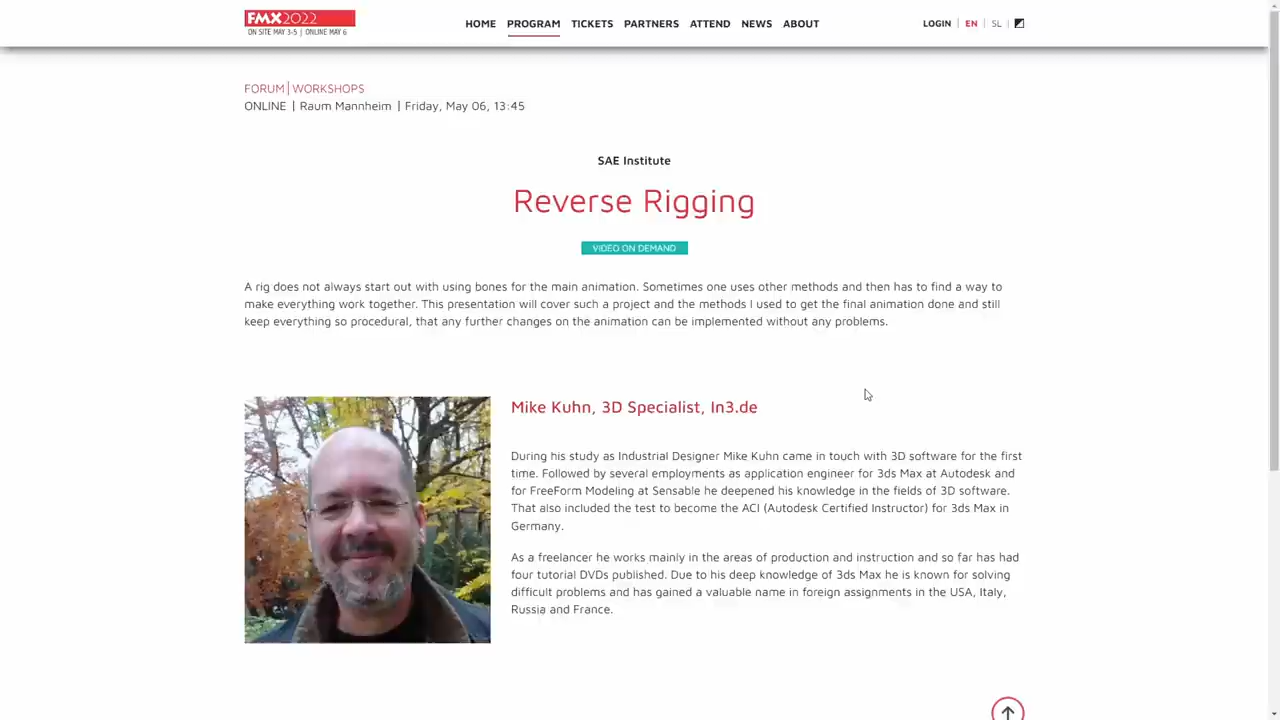 FMX2022
ON SITE MAY 3-5 | ONLINE MAY 6
HOME PROGRAM TICKETS PARTNERS ATTEND NEWS ABOUT
LOGIN | EN | SL |
FORUM | WORKSHOPS
ONLINE | Raum Mannheim | Friday, May 06, 13:45
SAE Institute
Reverse Rigging
VIDEO ON DEMAND
A rig does not always start out with using bones for the main animation. Sometimes one uses other methods and then has to find a way to
make everything work together. This presentation will cover such a project and the methods I used to get the final animation done and still
keep everything so procedural, that any further changes on the animation can be implemented without any problems.
Mike Kuhn, 3D Specialist, In3.de
During his study as Industrial Designer Mike Kuhn came in touch with 3D software for the first
time. Followed by several employments as application engineer for 3ds Max at Autodesk and
for FreeForm Modeling at Sensable he deepened his knowledge in the fields of 3D software.
That also included the test to become the ACI (Autodesk Certified Instructor) for 3ds Max in
Germany.
As a freelancer he works mainly in the areas of production and instruction and so far has had
four tutorial DVDs published. Due to his deep knowledge of 3ds Max he is known for solving
difficult problems and has gained a valuable name in foreign assignments in the USA, Italy,
Russia and France.